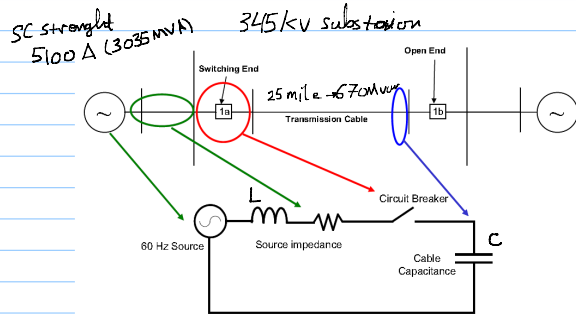 SC strenght
5100 A (3035 MVA)
345 kV substation
Open End
Switching End
25 mile → 670 Mvar
1a
1b
Transmission Cable
L
Circuit Breaker
60 Hz Source
Source impedance
C
Cable
Capacitance